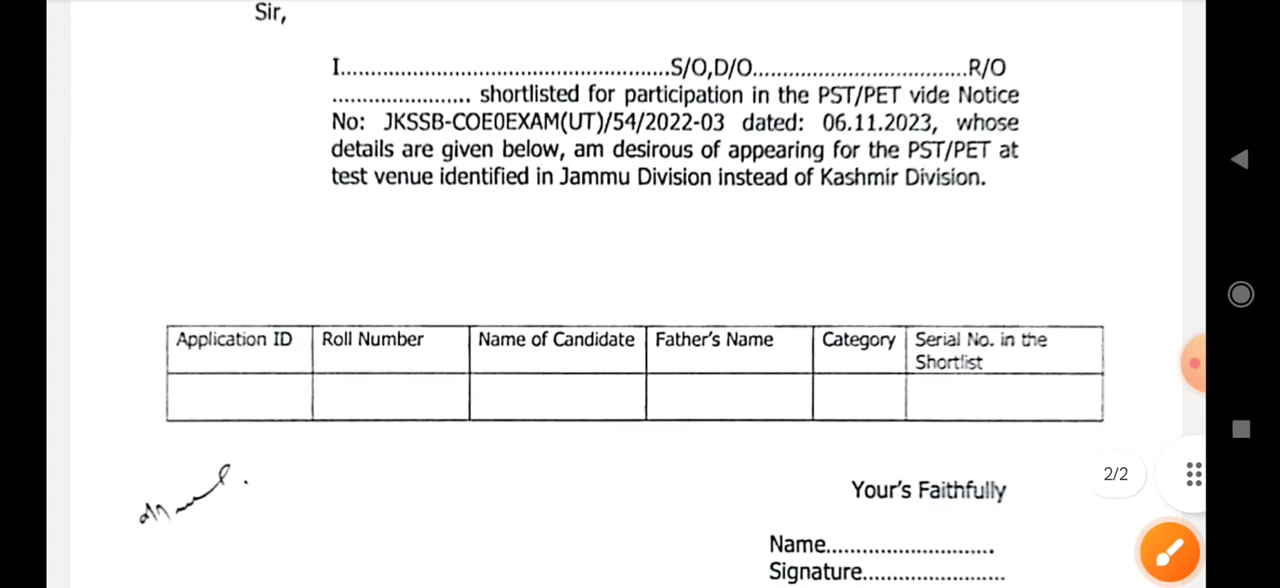 Sir,
I........................................................S/O,D/O....................................R/O
....................... shortlisted for participation in the PST/PET vide Notice
No: JKSSB-COE0EXAM(UT)/54/2022-03 dated: 06.11.2023, whose
details are given below, am desirous of appearing for the PST/PET at
test venue identified in Jammu Division instead of Kashmir Division.
Application ID Roll Number Name of Candidate Father's Name Category Serial No. in the
Shortlist
2/2
Your's Faithfully
Name............................
Signature........................